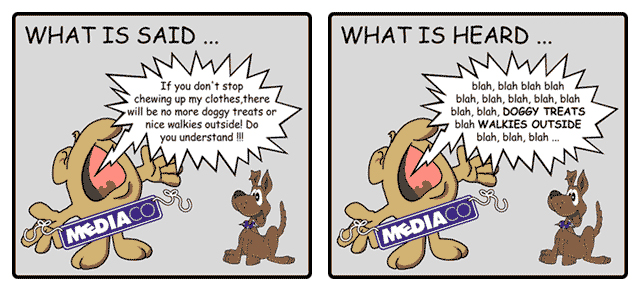 WHAT IS SAID ...
If you don't stop
chewing up my clothes,there
will be no more doggy treats or
nice walkies outside! Do
you understand !!!
MEDIACO
WHAT IS HEARD ...
blah, blah blah blah
blah, blah, blah, blah, blah
blah, blah, DOGGY TREATS
blah WALKIES OUTSIDE
blah, blah, blah ...
MEDIACO